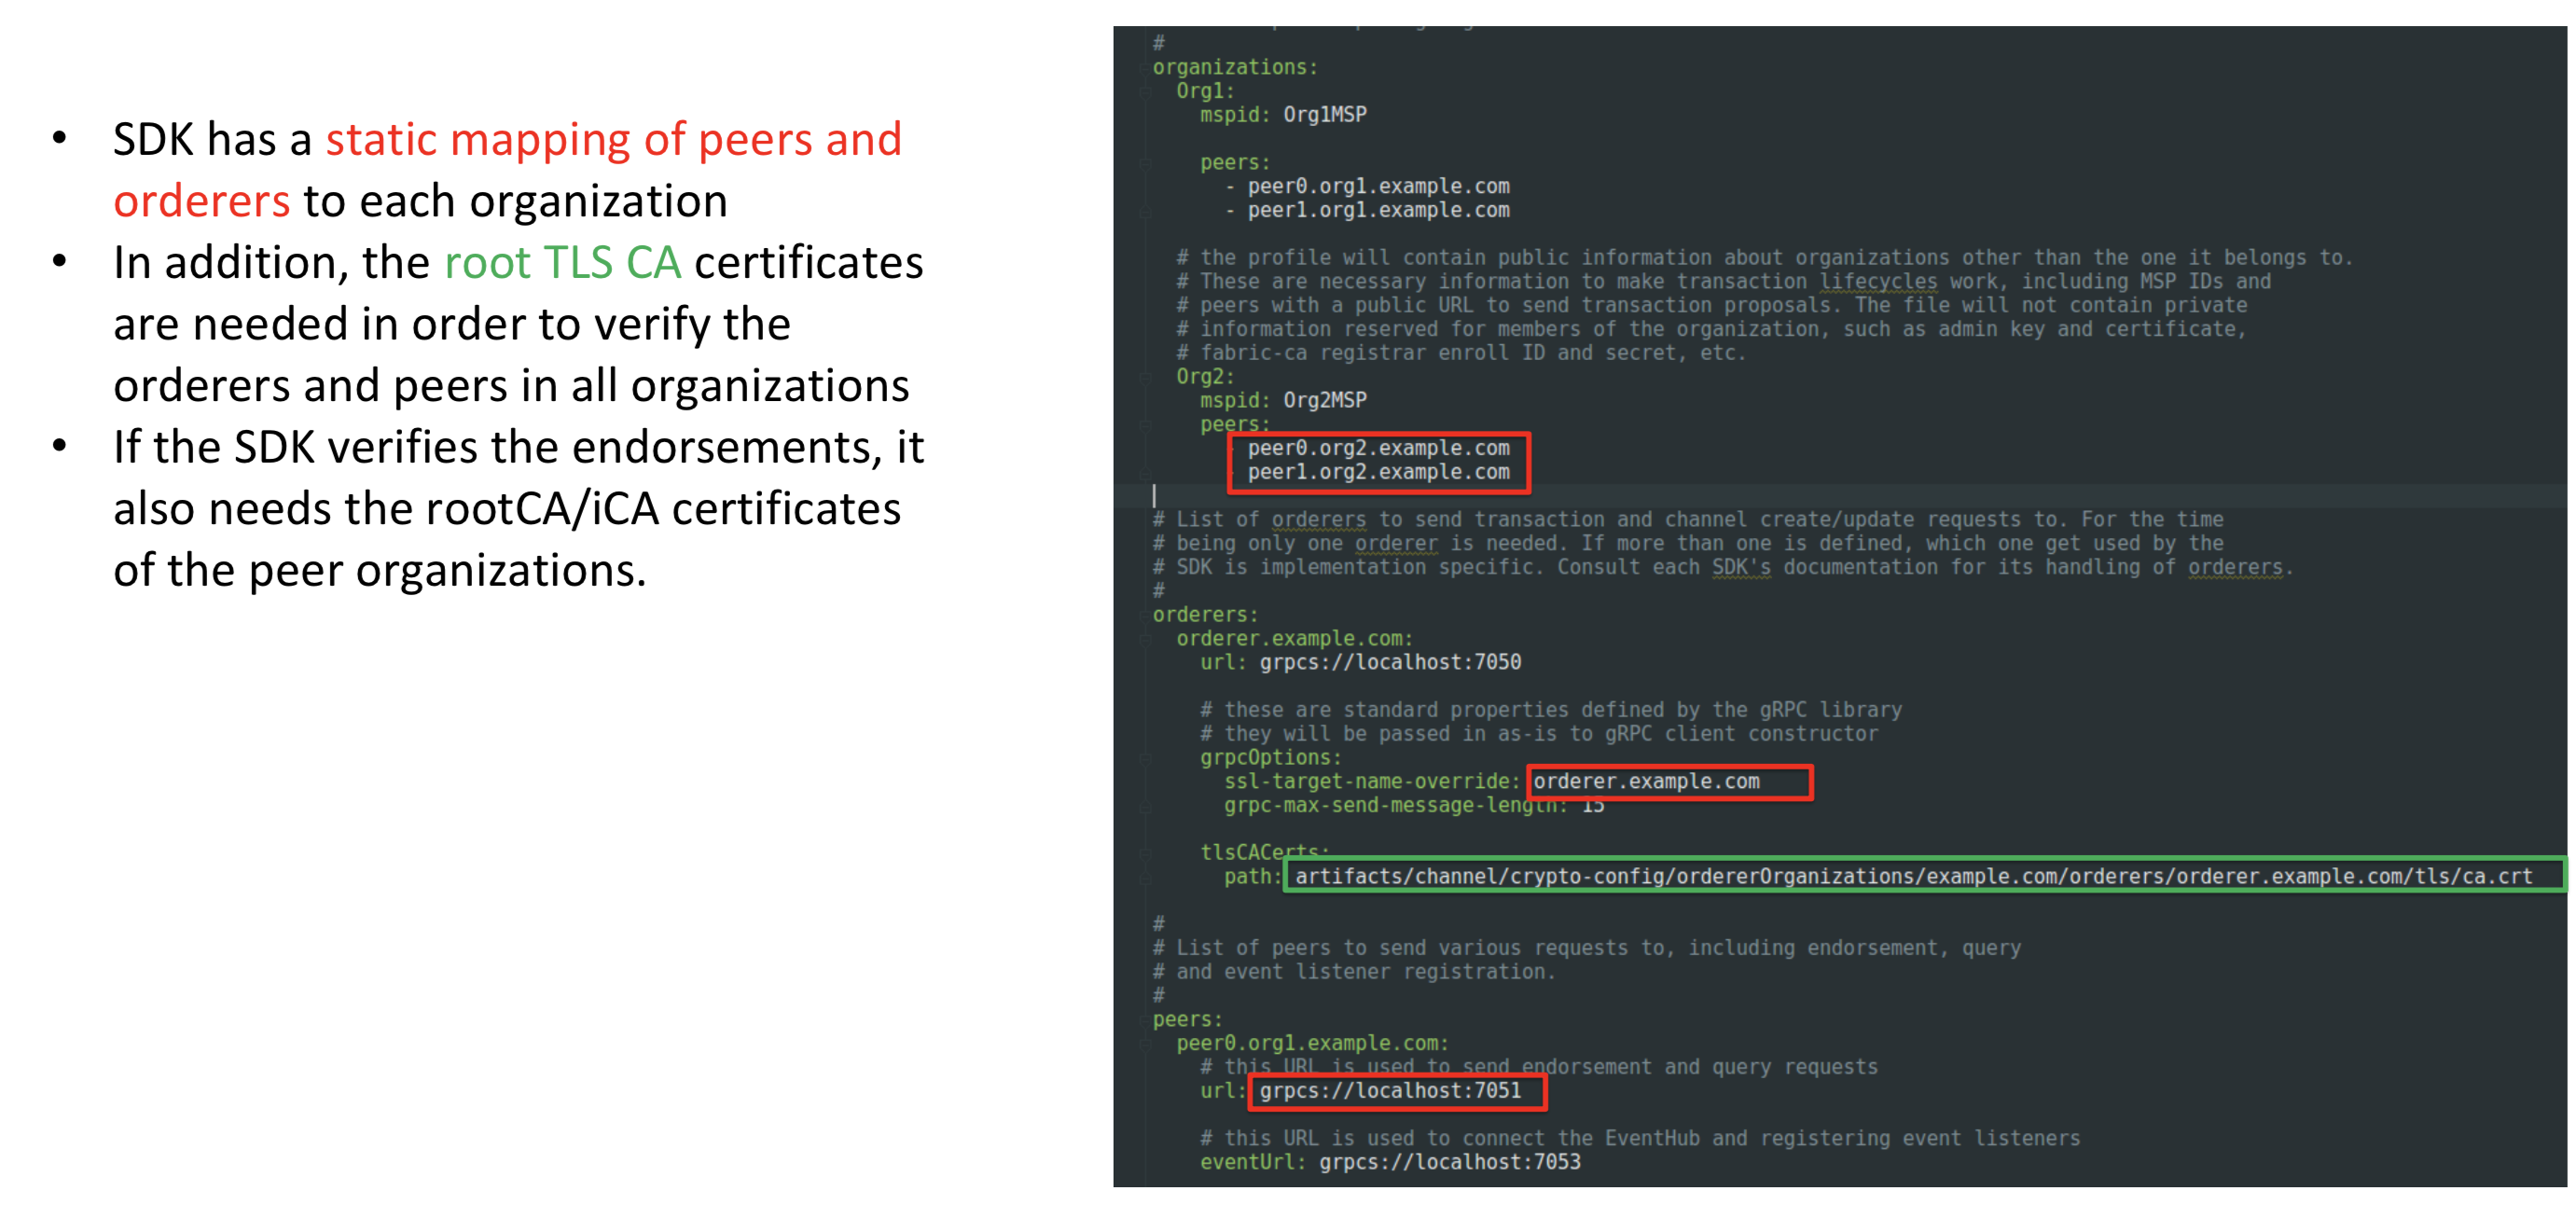 • SDK has a static mapping of peers and
orderers to each organization
• In addition, the root TLS CA certificates
are needed in order to verify the
orderers and peers in all organizations
• If the SDK verifies the endorsements, it
also needs the rootCA/iCA certificates
of the peer organizations.
#
organizations:
Org1:
mspid: Org1MSP
peers:
- peer0.org1.example.com
- peer1.org1.example.com
# the profile will contain public information about organizations other than the one it belongs to.
# These are necessary information to make transaction lifecycles work, including MSP IDs and
# peers with a public URL to send transaction proposals. The file will not contain private
# information reserved for members of the organization, such as admin key and certificate,
# fabric-ca registrar enroll ID and secret, etc.
Org2:
mspid: Org2MSP
peers:
- peer0.org2.example.com
- peer1.org2.example.com
# List of orderers to send transaction and channel create/update requests to. For the time
# being only one orderer is needed. If more than one is defined, which one get used by the
# SDK is implementation specific. Consult each SDK's documentation for its handling of orderers.
#
orderers:
orderer.example.com:
url: grpcs://localhost:7050
# these are standard properties defined by the gRPC library
# they will be passed in as-is to gRPC client constructor
grpcOptions:
ssl-target-name-override: orderer.example.com
grpc-max-send-message-length: 15
tlsCACerts:
path: artifacts/channel/crypto-config/ordererOrganizations/example.com/orderers/orderer.example.com/tls/ca.crt
#
# List of peers to send various requests to, including endorsement, query
# and event listener registration.
#
peers:
peer0.org1.example.com:
# this URL is used to send endorsement and query requests
url: grpcs://localhost:7051
# this URL is used to connect the EventHub and registering event listeners
eventUrl: grpcs://localhost:7053